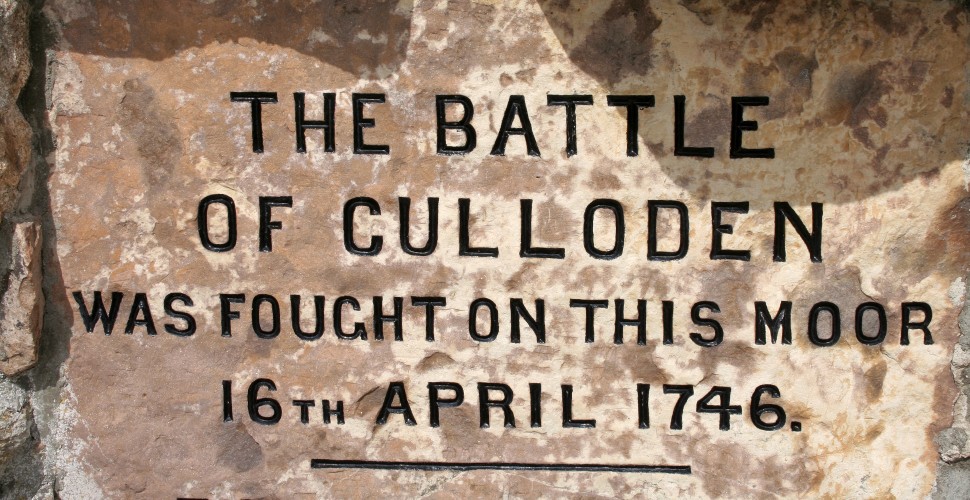 THE BATTLE
OF CULLODEN
WAS FOUGHT ON THIS MOOR
16TH APRIL 1746.